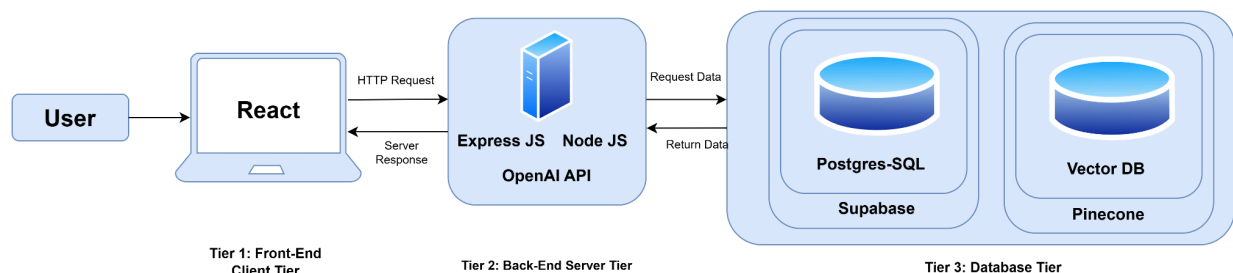 User
React
HTTP Request
Server
Response
Express JS Node JS
OpenAI API
Request Data
Return Data
Postgres-SQL
Supabase
Vector DB
Pinecone
Tier 1: Front-End
Client Tier
Tier 2: Back-End Server Tier
Tier 3: Database Tier